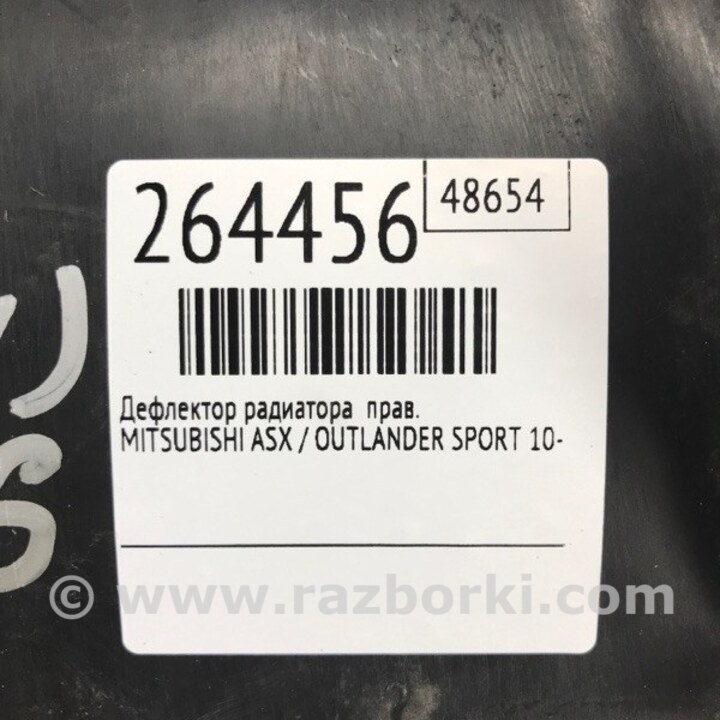 264456
48654
Дефлектор радиатора прав.
MITSUBISHI ASX / OUTLANDER SPORT 10-
© www.razborki.com